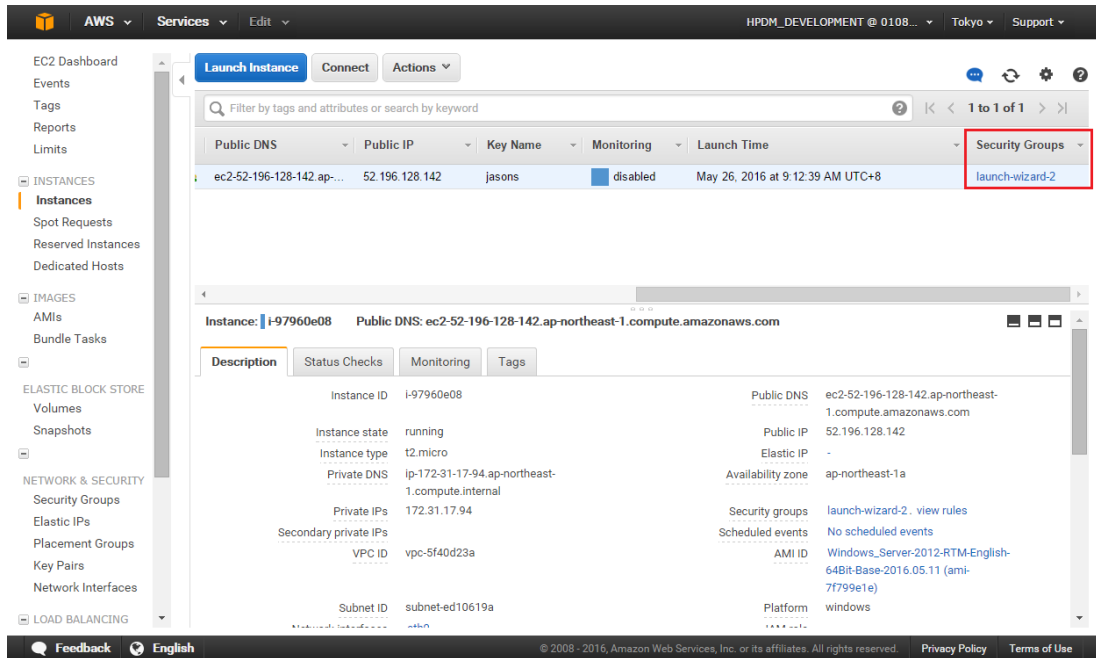 AWS Services Edit HPDM_DEVELOPMENT @ 0108... Tokyo Support
EC2 Dashboard
Events
Tags
Reports
Limits
INSTANCES
Instances
Spot Requests
Reserved Instances
Dedicated Hosts
IMAGES
AMIs
Bundle Tasks
ELASTIC BLOCK STORE
Volumes
Snapshots
NETWORK & SECURITY
Security Groups
Elastic IPs
Placement Groups
Key Pairs
Network Interfaces
LOAD BALANCING
Launch Instance Connect Actions
Filter by tags and attributes or search by keyword 1 to 1 of 1
Public DNS Public IP Key Name Monitoring Launch Time Security Groups
ec2-52-196-128-142.ap-... 52.196.128.142 jasons disabled May 26, 2016 at 9:12:39 AM UTC+8 launch-wizard-2
Instance: i-97960e08 Public DNS: ec2-52-196-128-142.ap-northeast-1.compute.amazonaws.com
Description Status Checks Monitoring Tags
Instance ID i-97960e08
Instance state running
Instance type t2.micro
Private DNS ip-172-31-17-94.ap-northeast-
1.compute.internal
Private IPs 172.31.17.94
Secondary private IPs
VPC ID vpc-5f40d23a
Subnet ID subnet-ed10619a
Network interfaces eth0
Public DNS ec2-52-196-128-142.ap-northeast-
1.compute.amazonaws.com
Public IP 52.196.128.142
Elastic IP -
Availability zone ap-northeast-1a
Security groups launch-wizard-2. view rules
Scheduled events No scheduled events
AMI ID Windows_Server-2012-RTM-English-
64Bit-Base-2016.05.11 (ami-
7f799e1e)
Platform windows
IAM role
Feedback English © 2008 - 2016, Amazon Web Services, Inc. or its affiliates. All rights reserved. Privacy Policy Terms of Use